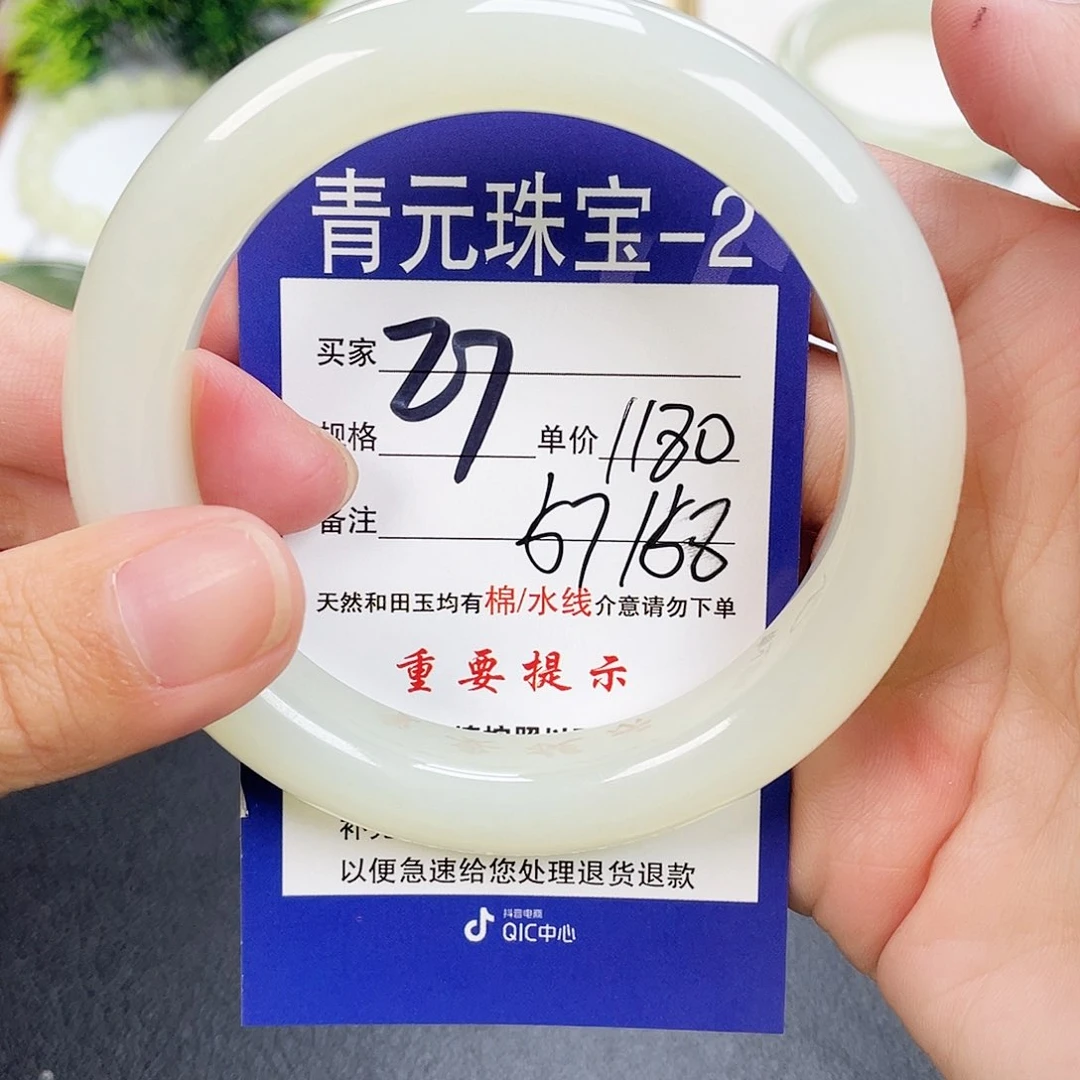 青元珠宝-2
买家 27
规格 单价 1180
备注 57 168
天然和田玉均有棉/水线介意请勿下单
重要提示
以便急速给您处理退货退款
抖音电商
QIC中心